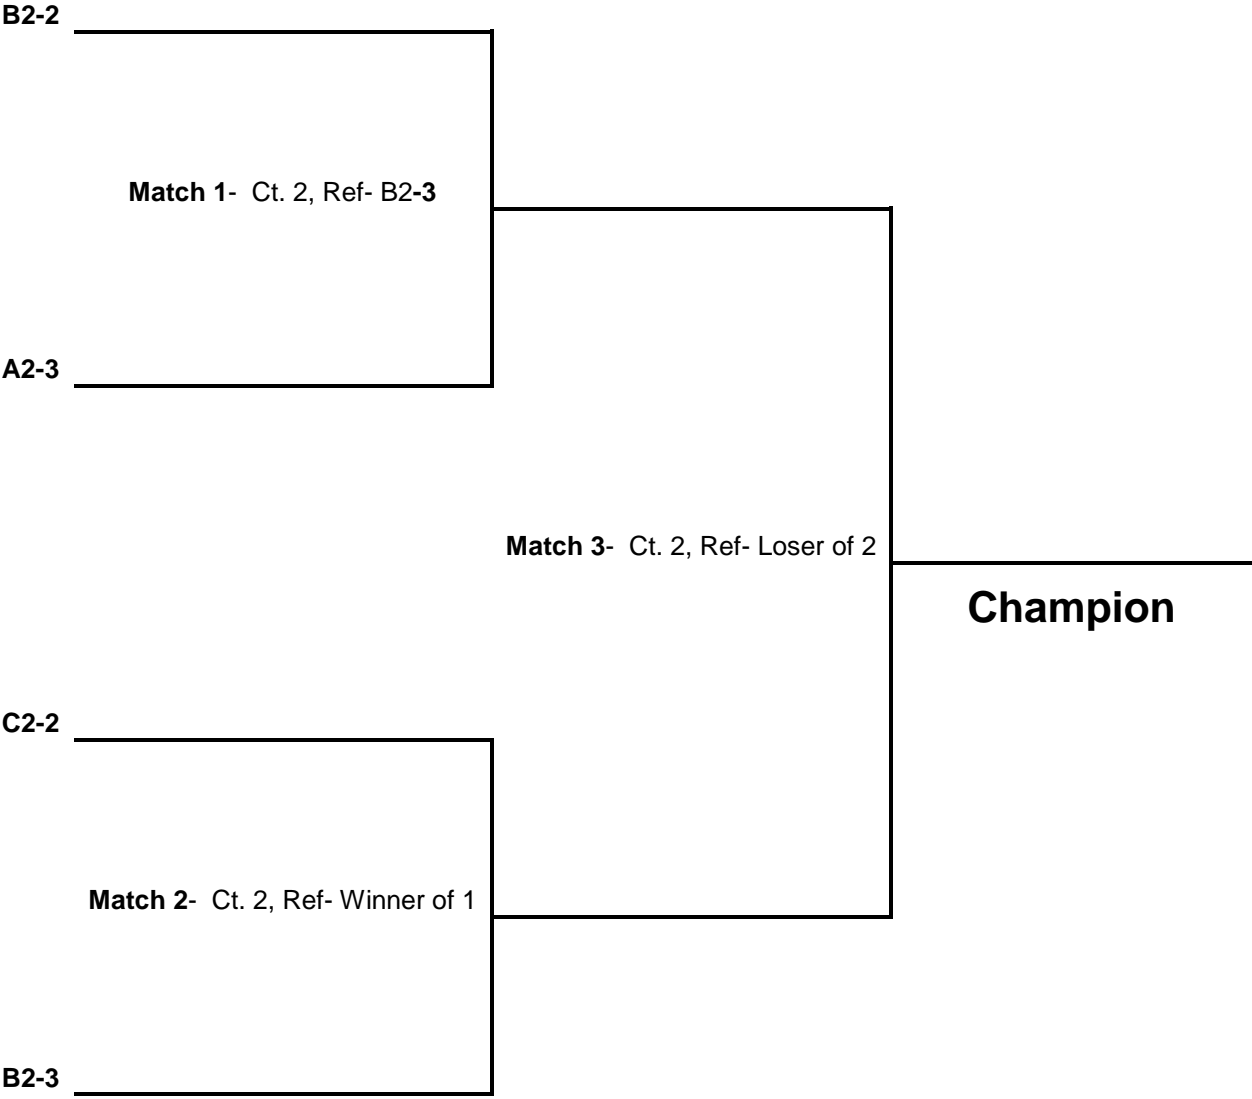 B2-2
Match 1-  Ct. 2, Ref- B2-3
A2-3
Match 3-  Ct. 2, Ref- Loser of 2
Champion
C2-2
Match 2-  Ct. 2, Ref- Winner of 1
B2-3